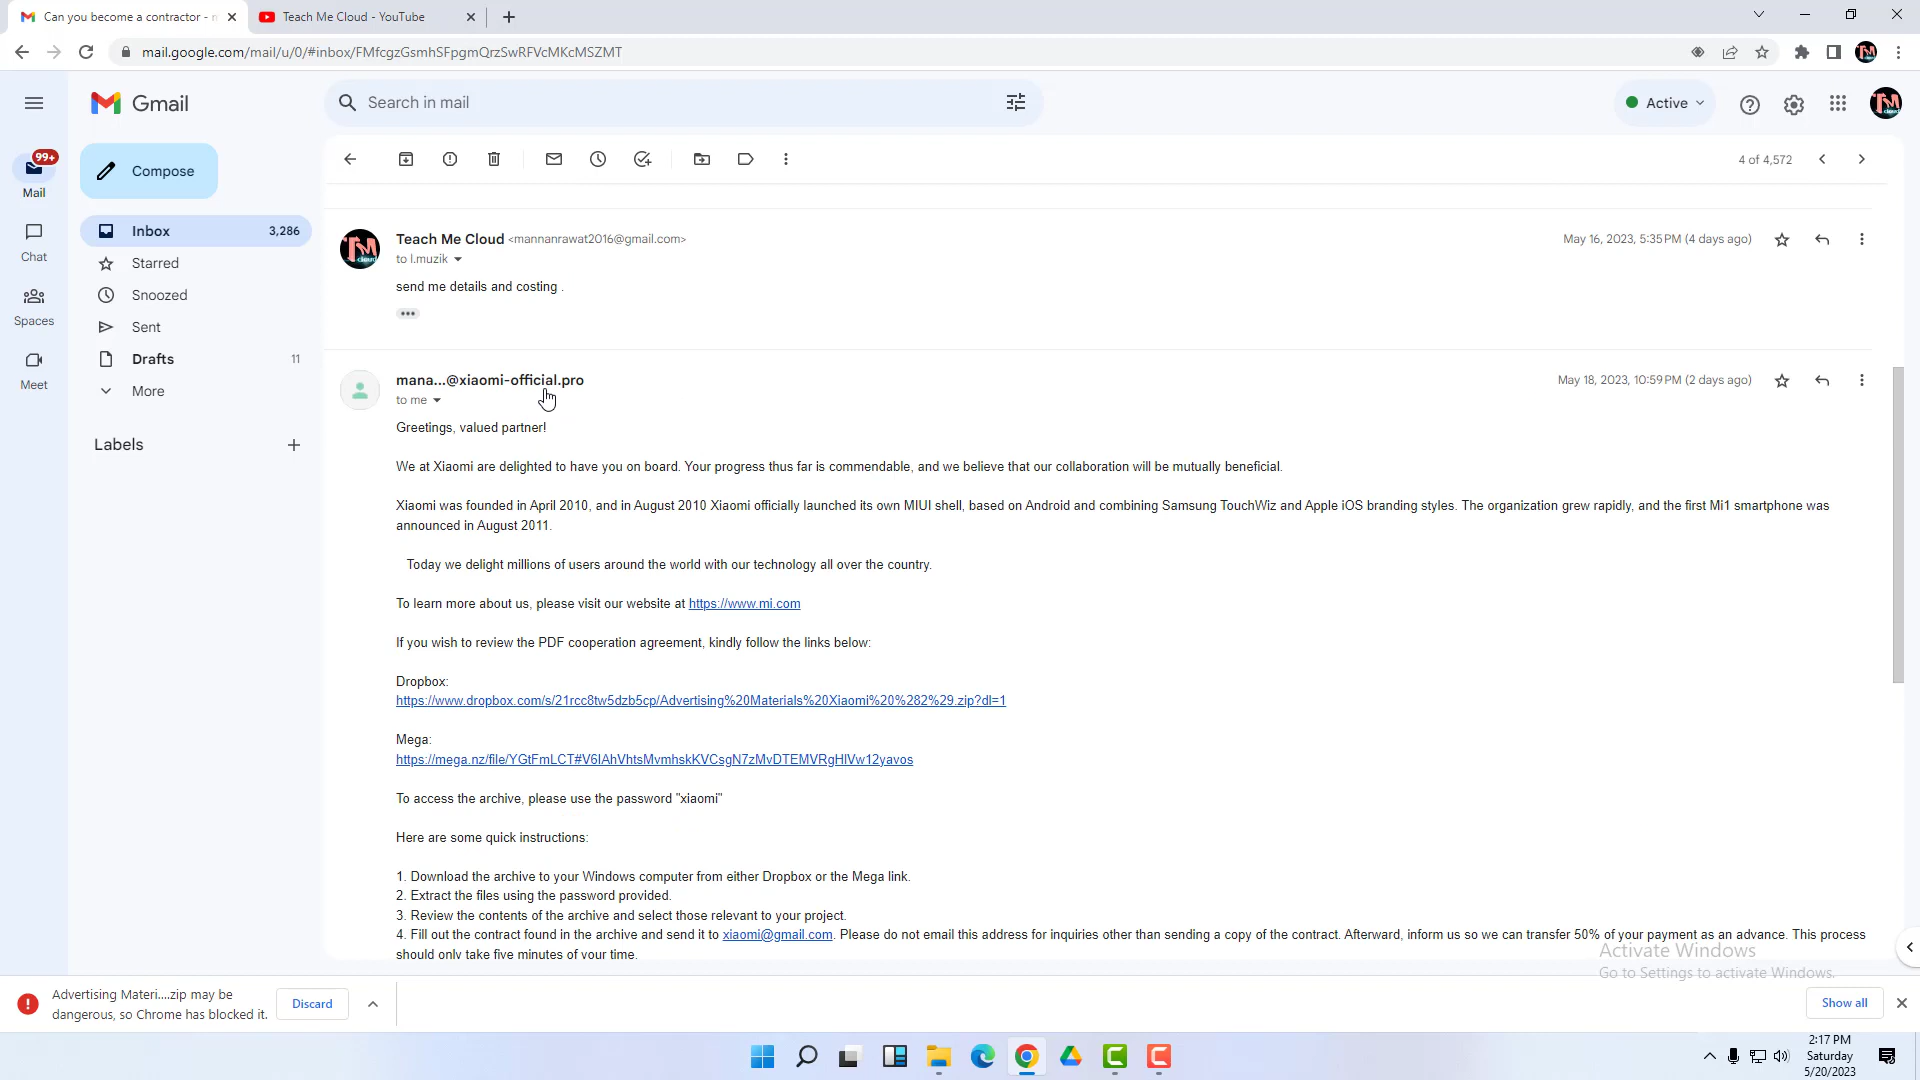 Can you become a contractor - m
Teach Me Cloud - YouTube
mail.google.com/mail/u/0/#inbox/FMfcgzGsmhSFpgmQrzSwRFVcMKcMSZMT
Gmail
Search in mail
Active
99+
Mail
Chat
Spaces
Meet
Compose
Inbox 3,286
Starred
Snoozed
Sent
Drafts 11
More
Labels
4 of 4,572
Teach Me Cloud <mannanrawat2016@gmail.com>
May 16, 2023, 5:35 PM (4 days ago)
to l.muzik
send me details and costing .
mana...@xiaomi-official.pro
May 18, 2023, 10:59 PM (2 days ago)
to me
Greetings, valued partner!
We at Xiaomi are delighted to have you on board. Your progress thus far is commendable, and we believe that our collaboration will be mutually beneficial.
Xiaomi was founded in April 2010, and in August 2010 Xiaomi officially launched its own MIUI shell, based on Android and combining Samsung TouchWiz and Apple iOS branding styles. The organization grew rapidly, and the first Mi1 smartphone was
announced in August 2011.
Today we delight millions of users around the world with our technology all over the country.
To learn more about us, please visit our website at https://www.mi.com
If you wish to review the PDF cooperation agreement, kindly follow the links below:
Dropbox:
https://www.dropbox.com/s/21rcc8tw5dzb5cp/Advertising%20Materials%20Xiaomi%20%282%29.zip?dl=1
Mega:
https://mega.nz/file/YGtFmLCT#V6IAhVhtsMvmhskKVCsgN7zMvDTEMVRgHIVw12yavos
To access the archive, please use the password "xiaomi"
Here are some quick instructions:
1. Download the archive to your Windows computer from either Dropbox or the Mega link.
2. Extract the files using the password provided.
3. Review the contents of the archive and select those relevant to your project.
4. Fill out the contract found in the archive and send it to xiaomi@gmail.com. Please do not email this address for inquiries other than sending a copy of the contract. Afterward, inform us so we can transfer 50% of your payment as an advance. This process
should only take five minutes of your time.
Activate Windows
Go to Settings to activate Windows.
Advertising Materi....zip may be
dangerous, so Chrome has blocked it.
Discard
Show all
2:17 PM
Saturday
5/20/2023